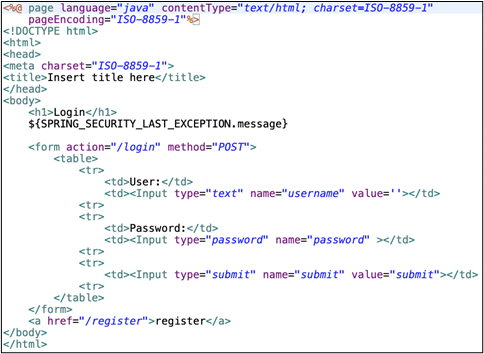 <%@ page language="java" contentType="text/html; charset=ISO-8859-1"
    pageEncoding="ISO-8859-1"%>
<!DOCTYPE html>
<html>
<head>
<meta charset="ISO-8859-1">
<title>Insert title here</title>
</head>
<body>
    <h1>Login</h1>
    ${SPRING_SECURITY_LAST_EXCEPTION.message}

    <form action="/login" method="POST">
        <table>
            <tr>
                <td>User:</td>
                <td><Input type="text" name="username" value=''></td>
            <tr>
            <tr>
                <td>Password:</td>
                <td><Input type="password" name="password" ></td>
            <tr>
            <tr>
                <td><Input type="submit" name="submit" value="submit"></td>
            <tr>
        </table>
    </form>
    <a href="/register">register</a>
</body>
</html>